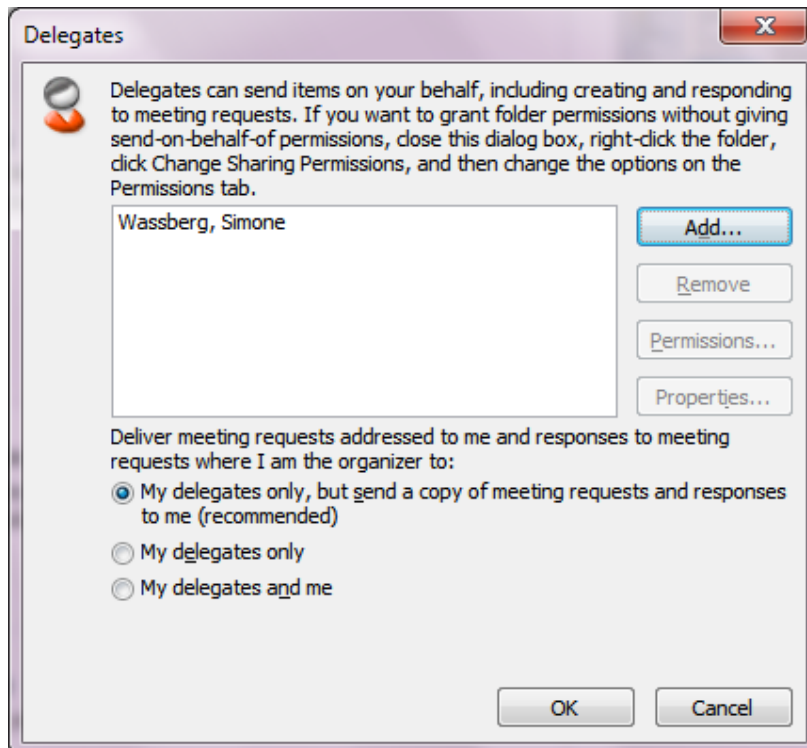 Delegates
Delegates can send items on your behalf, including creating and responding
to meeting requests. If you want to grant folder permissions without giving
send-on-behalf-of permissions, close this dialog box, right-click the folder,
click Change Sharing Permissions, and then change the options on the
Permissions tab.
Wassberg, Simone
Add...
Remove
Permissions...
Properties...
Deliver meeting requests addressed to me and responses to meeting
requests where I am the organizer to:
My delegates only, but send a copy of meeting requests and responses
to me (recommended)
My delegates only
My delegates and me
OK
Cancel